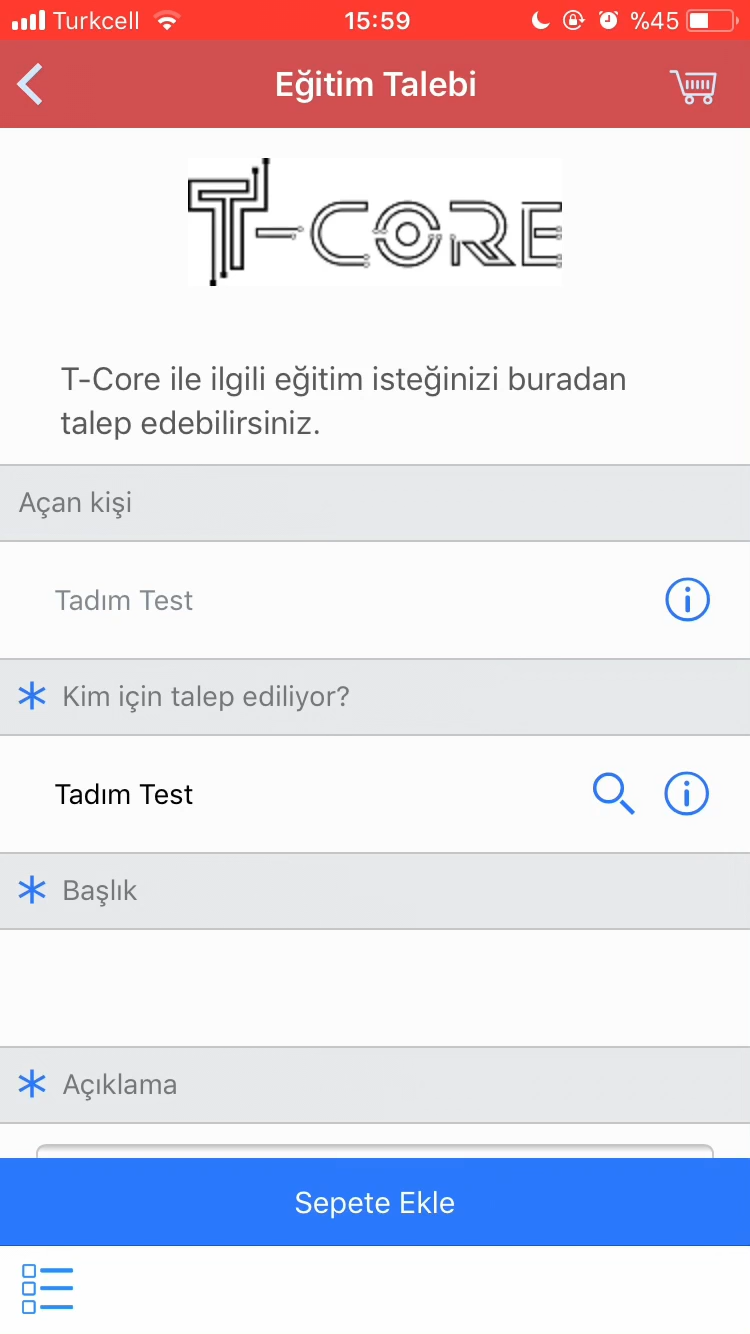 Turkcell 15:59 %45
Eğitim Talebi
T-CORE
T-Core ile ilgili eğitim isteğinizi buradan
talep edebilirsiniz.
Açan kişi
Tadım Test
* Kim için talep ediliyor?
Tadım Test
* Başlık
* Açıklama
Sepete Ekle